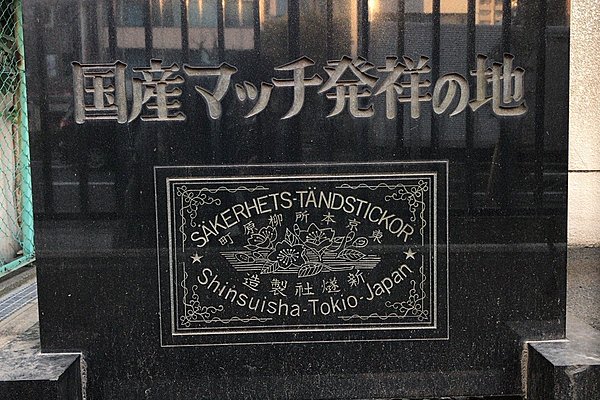 国産マッチ発祥の地
SÄKERHETS-TÄNDSTICKOR
東京本所柳原町
新燧社製造
Shinsuisha-Tokio-Japan